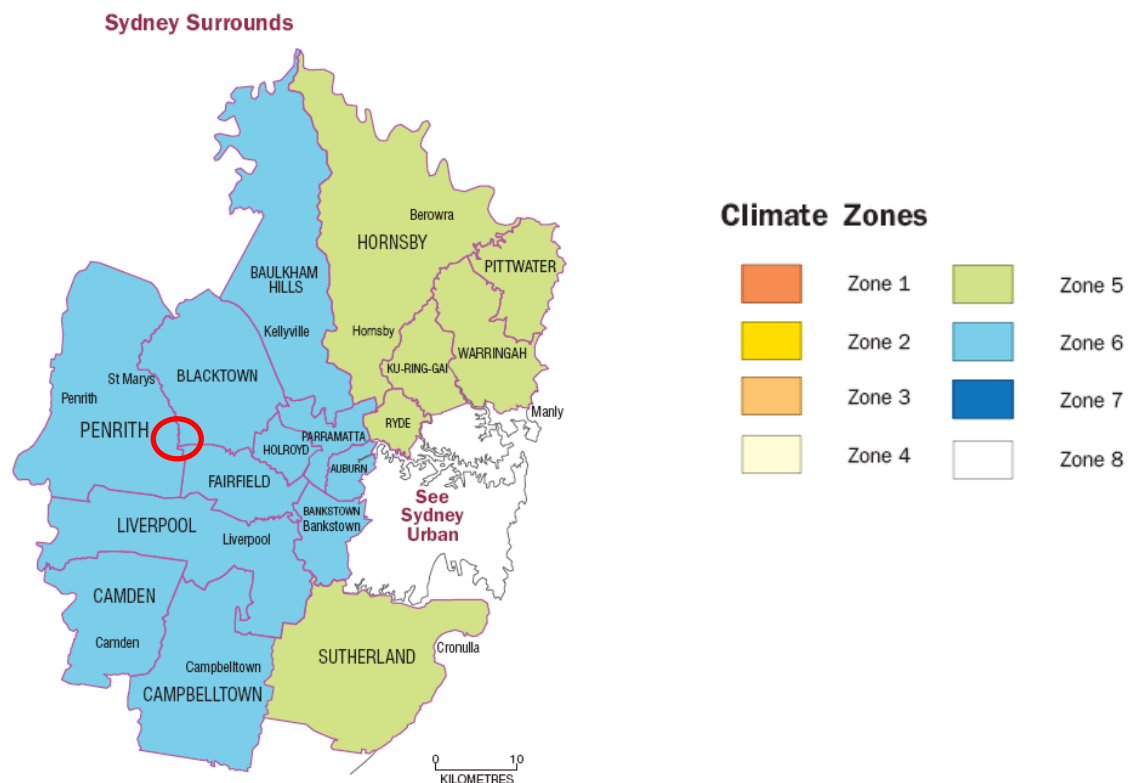 Sydney Surrounds
Berowra
HORNSBY
PITTWATER
BAULKHAM
HILLS
Hornsby
Kellyville
WARRINGAH
KU-RING-GAI
St Marys
BLACKTOWN
Penrith
Manly
RYDE
PENRITH
PARRAMATTA
HOLROYD
AUBURN
FAIRFIELD
See
Sydney
Urban
BANKSTOWN
Bankstown
LIVERPOOL
Liverpool
CAMDEN
Camden
SUTHERLAND
Cronulla
Campbelltown
CAMPBELLTOWN
0 10
KILOMETRES
Climate Zones
Zone 1
Zone 2
Zone 3
Zone 4
Zone 5
Zone 6
Zone 7
Zone 8